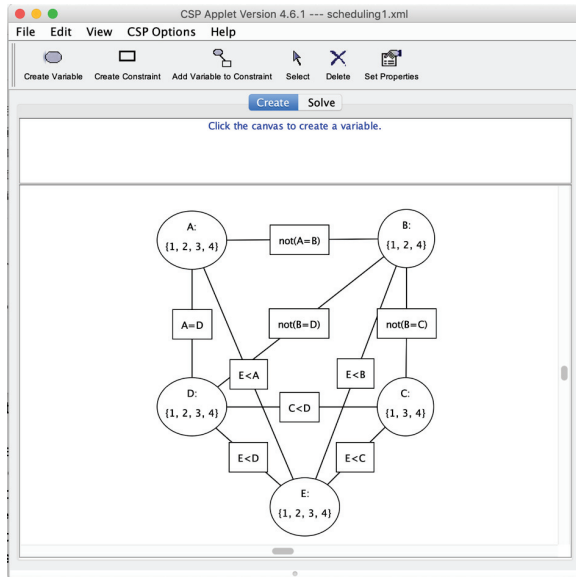 CSP Applet Version 4.6.1 --- scheduling1.xml
File Edit View CSP Options Help
Create Variable Create Constraint Add Variable to Constraint Select Delete Set Properties
Create Solve
Click the canvas to create a variable.
A:
{1, 2, 3, 4}
not(A=B)
B:
{1, 2, 4}
A=D
not(B=D)
not(B=C)
E<A
E<B
D:
{1, 2, 3, 4}
C<D
C:
{1, 3, 4}
E<D
E<C
E:
{1, 2, 3, 4}